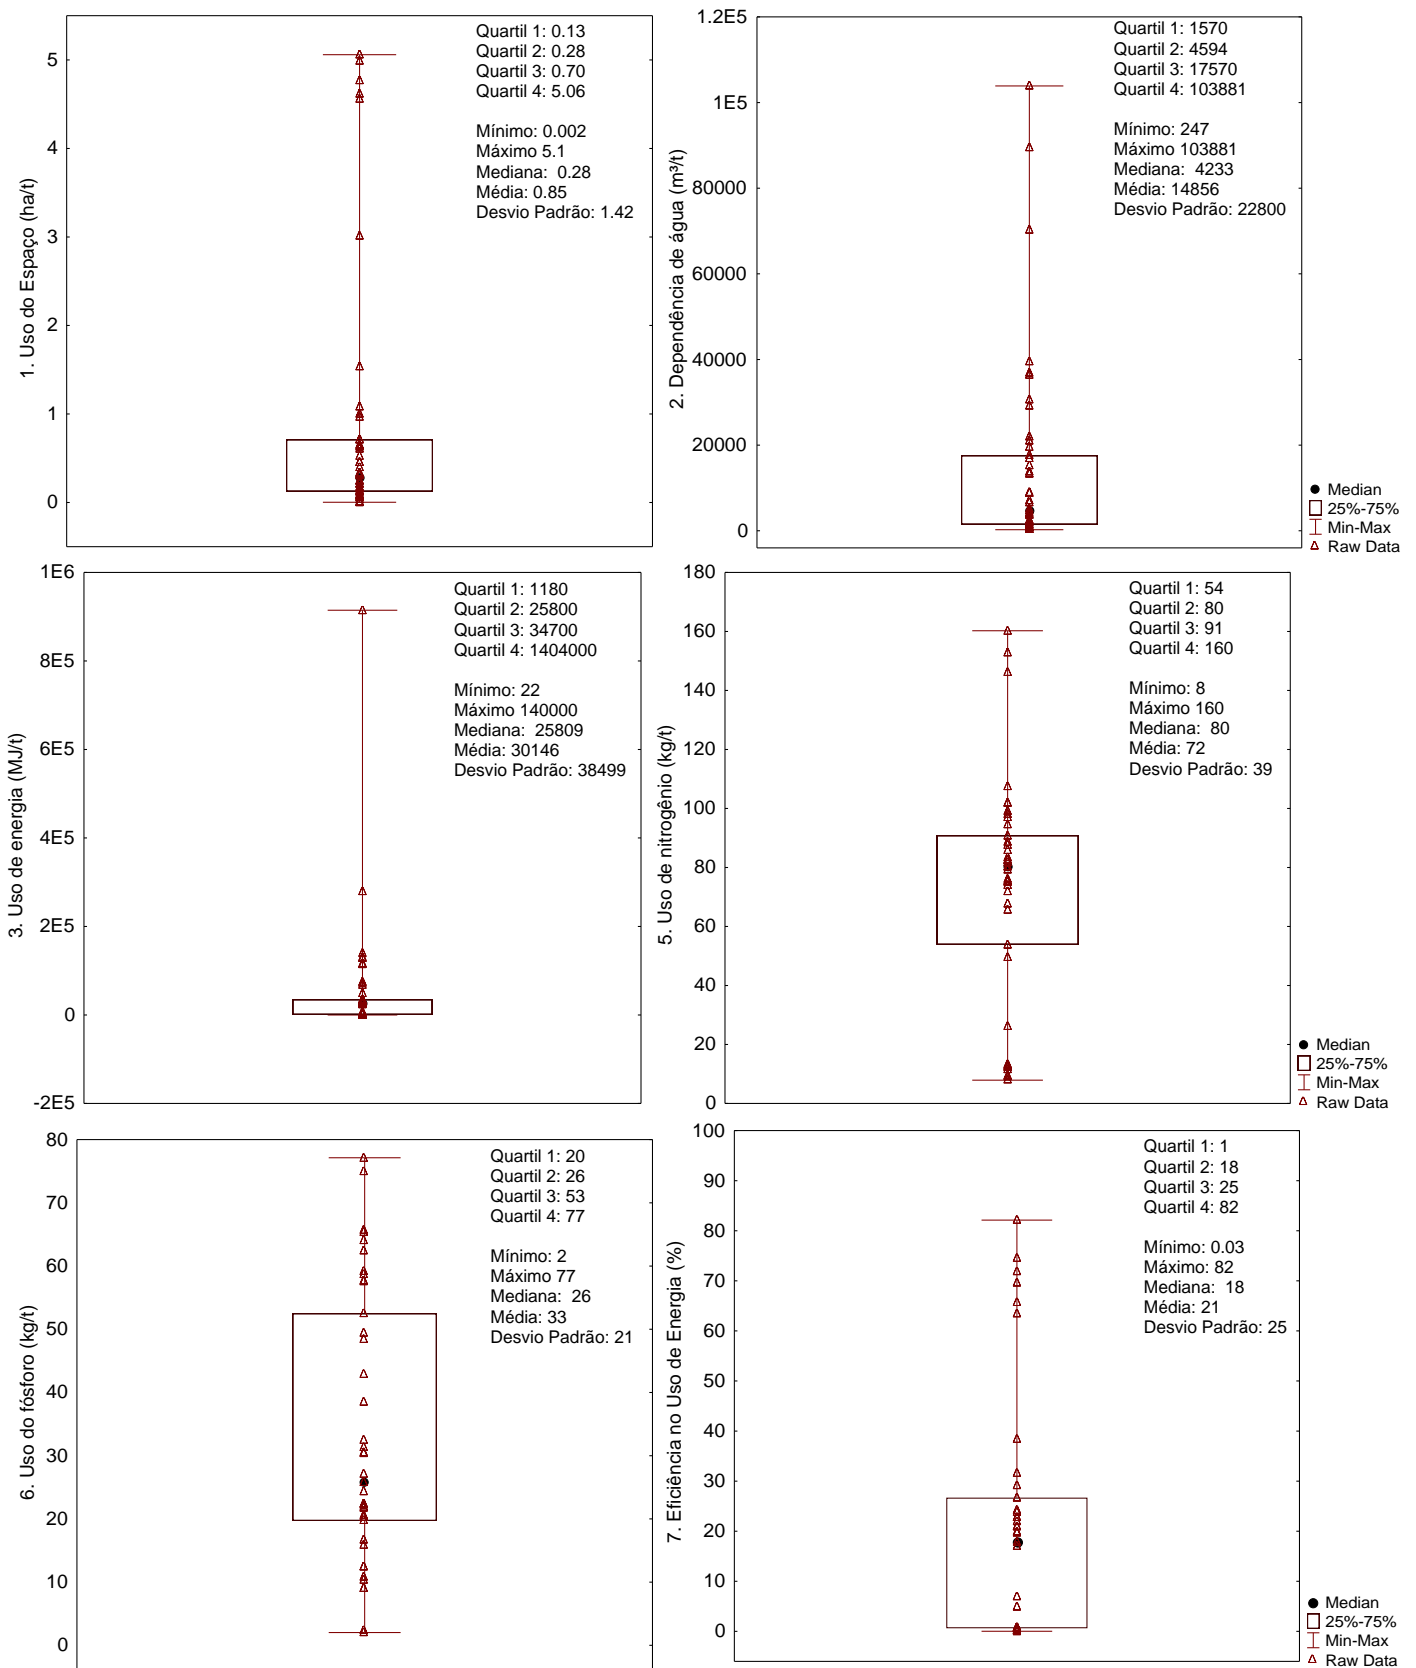 1. Uso do Espaço (ha/t)
5
4
3
2
1
0
Quartil 1: 0.13
Quartil 2: 0.28
Quartil 3: 0.70
Quartil 4: 5.06
Mínimo: 0.002
Máximo 5.1
Mediana: 0.28
Média: 0.85
Desvio Padrão: 1.42
2. Dependência de água (m³/t)
1.2E5
1E5
80000
60000
40000
20000
0
Quartil 1: 1570
Quartil 2: 4594
Quartil 3: 17570
Quartil 4: 103881
Mínimo: 247
Máximo 103881
Mediana: 4233
Média: 14856
Desvio Padrão: 22800
Median
25%-75%
Min-Max
Raw Data
3. Uso de energia (MJ/t)
1E6
8E5
6E5
4E5
2E5
0
-2E5
Quartil 1: 1180
Quartil 2: 25800
Quartil 3: 34700
Quartil 4: 1404000
Mínimo: 22
Máximo 140000
Mediana: 25809
Média: 30146
Desvio Padrão: 38499
5. Uso de nitrogênio (kg/t)
180
160
140
120
100
80
60
40
20
0
Quartil 1: 54
Quartil 2: 80
Quartil 3: 91
Quartil 4: 160
Mínimo: 8
Máximo 160
Mediana: 80
Média: 72
Desvio Padrão: 39
Median
25%-75%
Min-Max
Raw Data
6. Uso do fósforo (kg/t)
80
70
60
50
40
30
20
10
0
Quartil 1: 20
Quartil 2: 26
Quartil 3: 53
Quartil 4: 77
Mínimo: 2
Máximo 77
Mediana: 26
Média: 33
Desvio Padrão: 21
7. Eficiência no Uso de Energia (%)
100
90
80
70
60
50
40
30
20
10
0
Quartil 1: 1
Quartil 2: 18
Quartil 3: 25
Quartil 4: 82
Mínimo: 0.03
Máximo: 82
Mediana: 18
Média: 21
Desvio Padrão: 25
Median
25%-75%
Min-Max
Raw Data